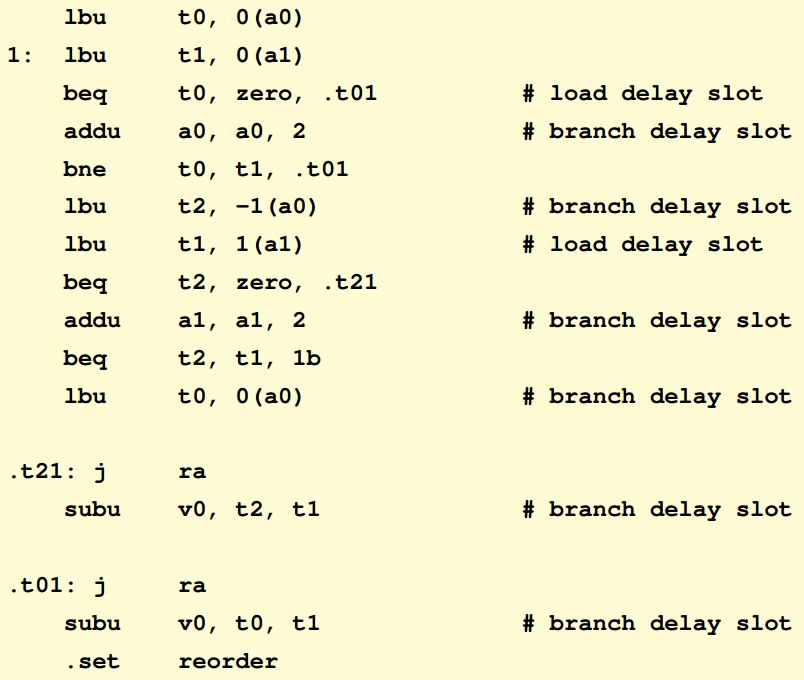 lbu t0, 0(a0)
1: lbu t1, 0(a1)
beq t0, zero, .t01 # load delay slot
addu a0, a0, 2 # branch delay slot
bne t0, t1, .t01
lbu t2, -1(a0) # branch delay slot
lbu t1, 1(a1) # load delay slot
beq t2, zero, .t21
addu a1, a1, 2 # branch delay slot
beq t2, t1, 1b
lbu t0, 0(a0) # branch delay slot
.t21: j ra
subu v0, t2, t1 # branch delay slot
.t01: j ra
subu v0, t0, t1 # branch delay slot
.set reorder